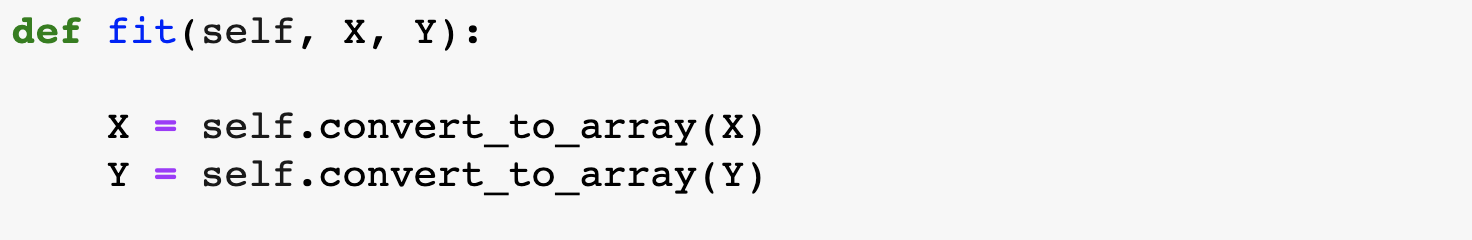 def fit(self, X, Y):
    X = self.convert_to_array(X)
    Y = self.convert_to_array(Y)